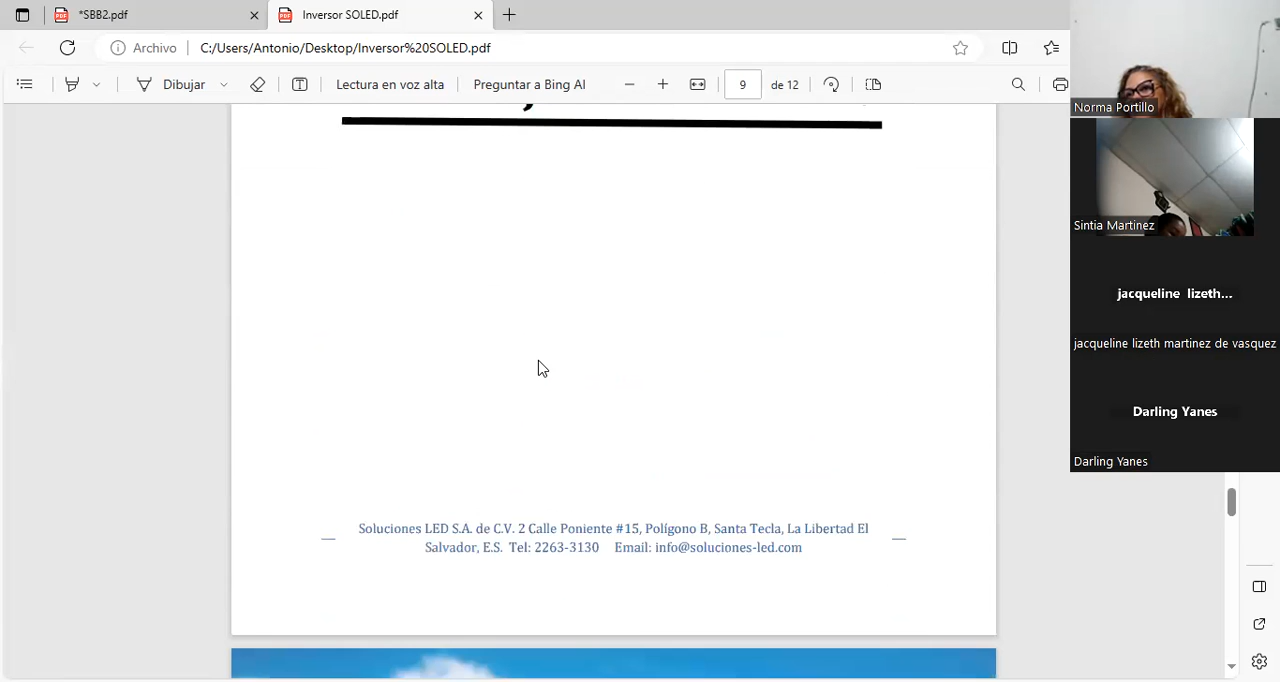 *SBB2.pdf
Inversor SOLED.pdf
Archivo
C:/Users/Antonio/Desktop/Inversor%20SOLED.pdf
Dibujar
Lectura en voz alta
Preguntar a Bing AI
9
de 12
Soluciones LED S.A. de C.V. 2 Calle Poniente #15, Polígono B, Santa Tecla, La Libertad El
Salvador, E.S. Tel: 2263-3130 Email: info@soluciones-led.com
Norma Portillo
Sintia Martinez
jacqueline lizeth...
jacqueline lizeth martinez de vasquez
Darling Yanes
Darling Yanes